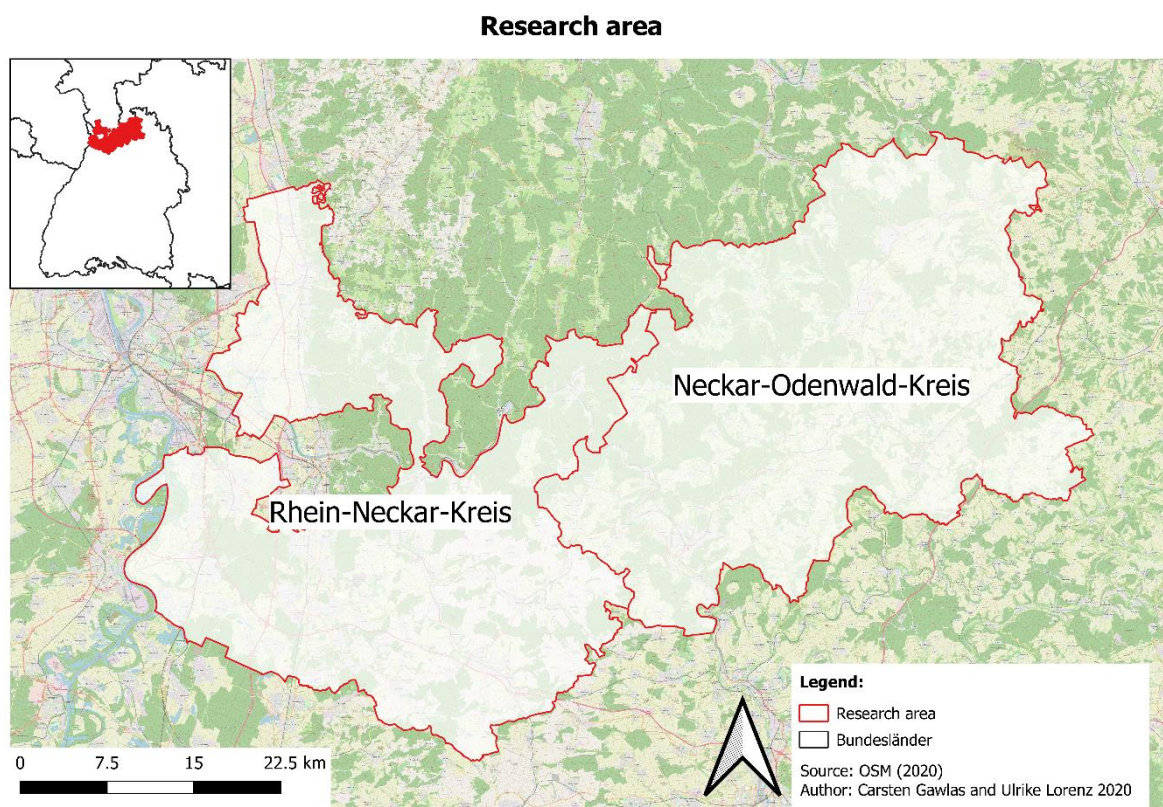 Research area
Neckar-Odenwald-Kreis
Rhein-Neckar-Kreis
Legend:
Research area
Bundesländer
Source: OSM (2020)
Author: Carsten Gawlas and Ulrike Lorenz 2020
0 7.5 15 22.5 km